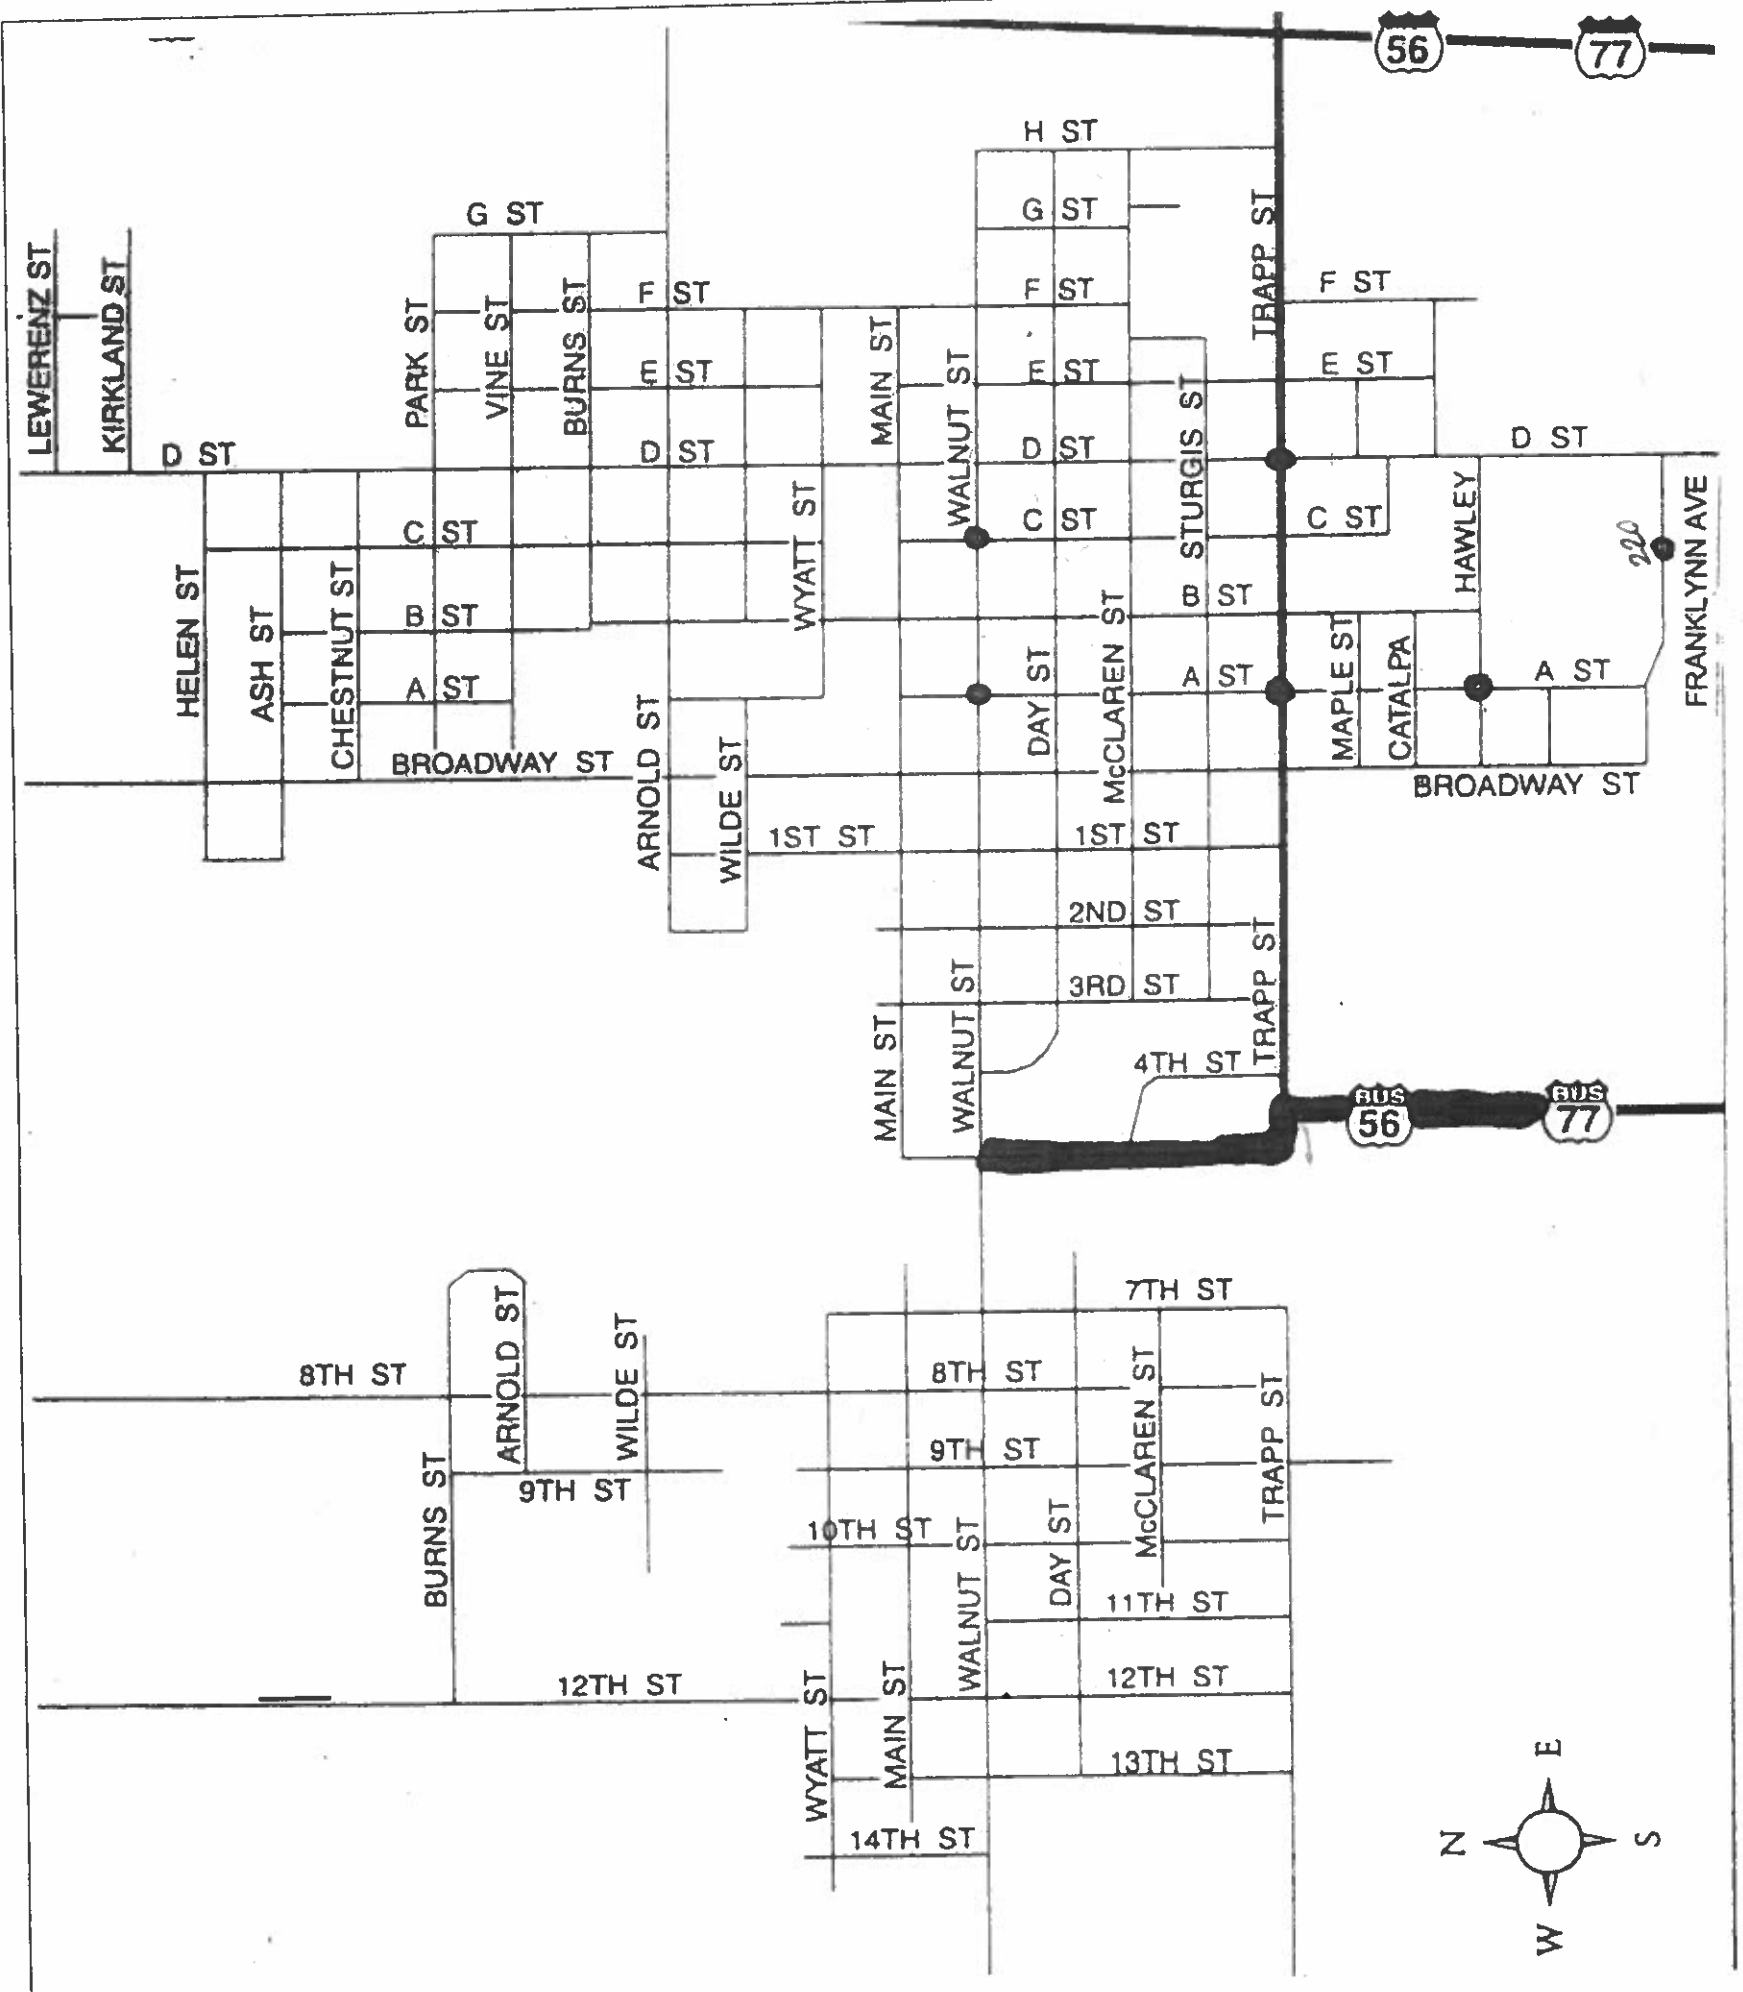 56
77
H ST
G ST
TRAPP ST
G ST
LEWERENZ ST
KIRKLAND ST
PARK ST
VINE ST
BURNS ST
F ST
F ST
F ST
MAIN ST
WALNUT ST
E ST
E ST
E ST
STURGIS ST
D ST
D ST
D ST
D ST
WYATT ST
HAWLEY
FRANKLYNN AVE
220
C ST
C ST
C ST
HELEN ST
ASH ST
CHESTNUT ST
B ST
B ST
McCLAREN ST
MAPLE ST
CATALPA
DAY ST
A ST
A ST
A ST
ARNOLD ST
WILDE ST
BROADWAY ST
BROADWAY ST
1ST ST
1ST ST
2ND ST
TRAPP ST
3RD ST
WALNUT ST
MAIN ST
4TH ST
BUS
56
BUS
77
7TH ST
ARNOLD ST
WILDE ST
8TH ST
8TH ST
McCLAREN ST
TRAPP ST
9TH ST
9TH ST
BURNS ST
10TH ST
WALNUT ST
DAY ST
11TH ST
12TH ST
12TH ST
WYATT ST
MAIN ST
13TH ST
14TH ST
E
N
S
W